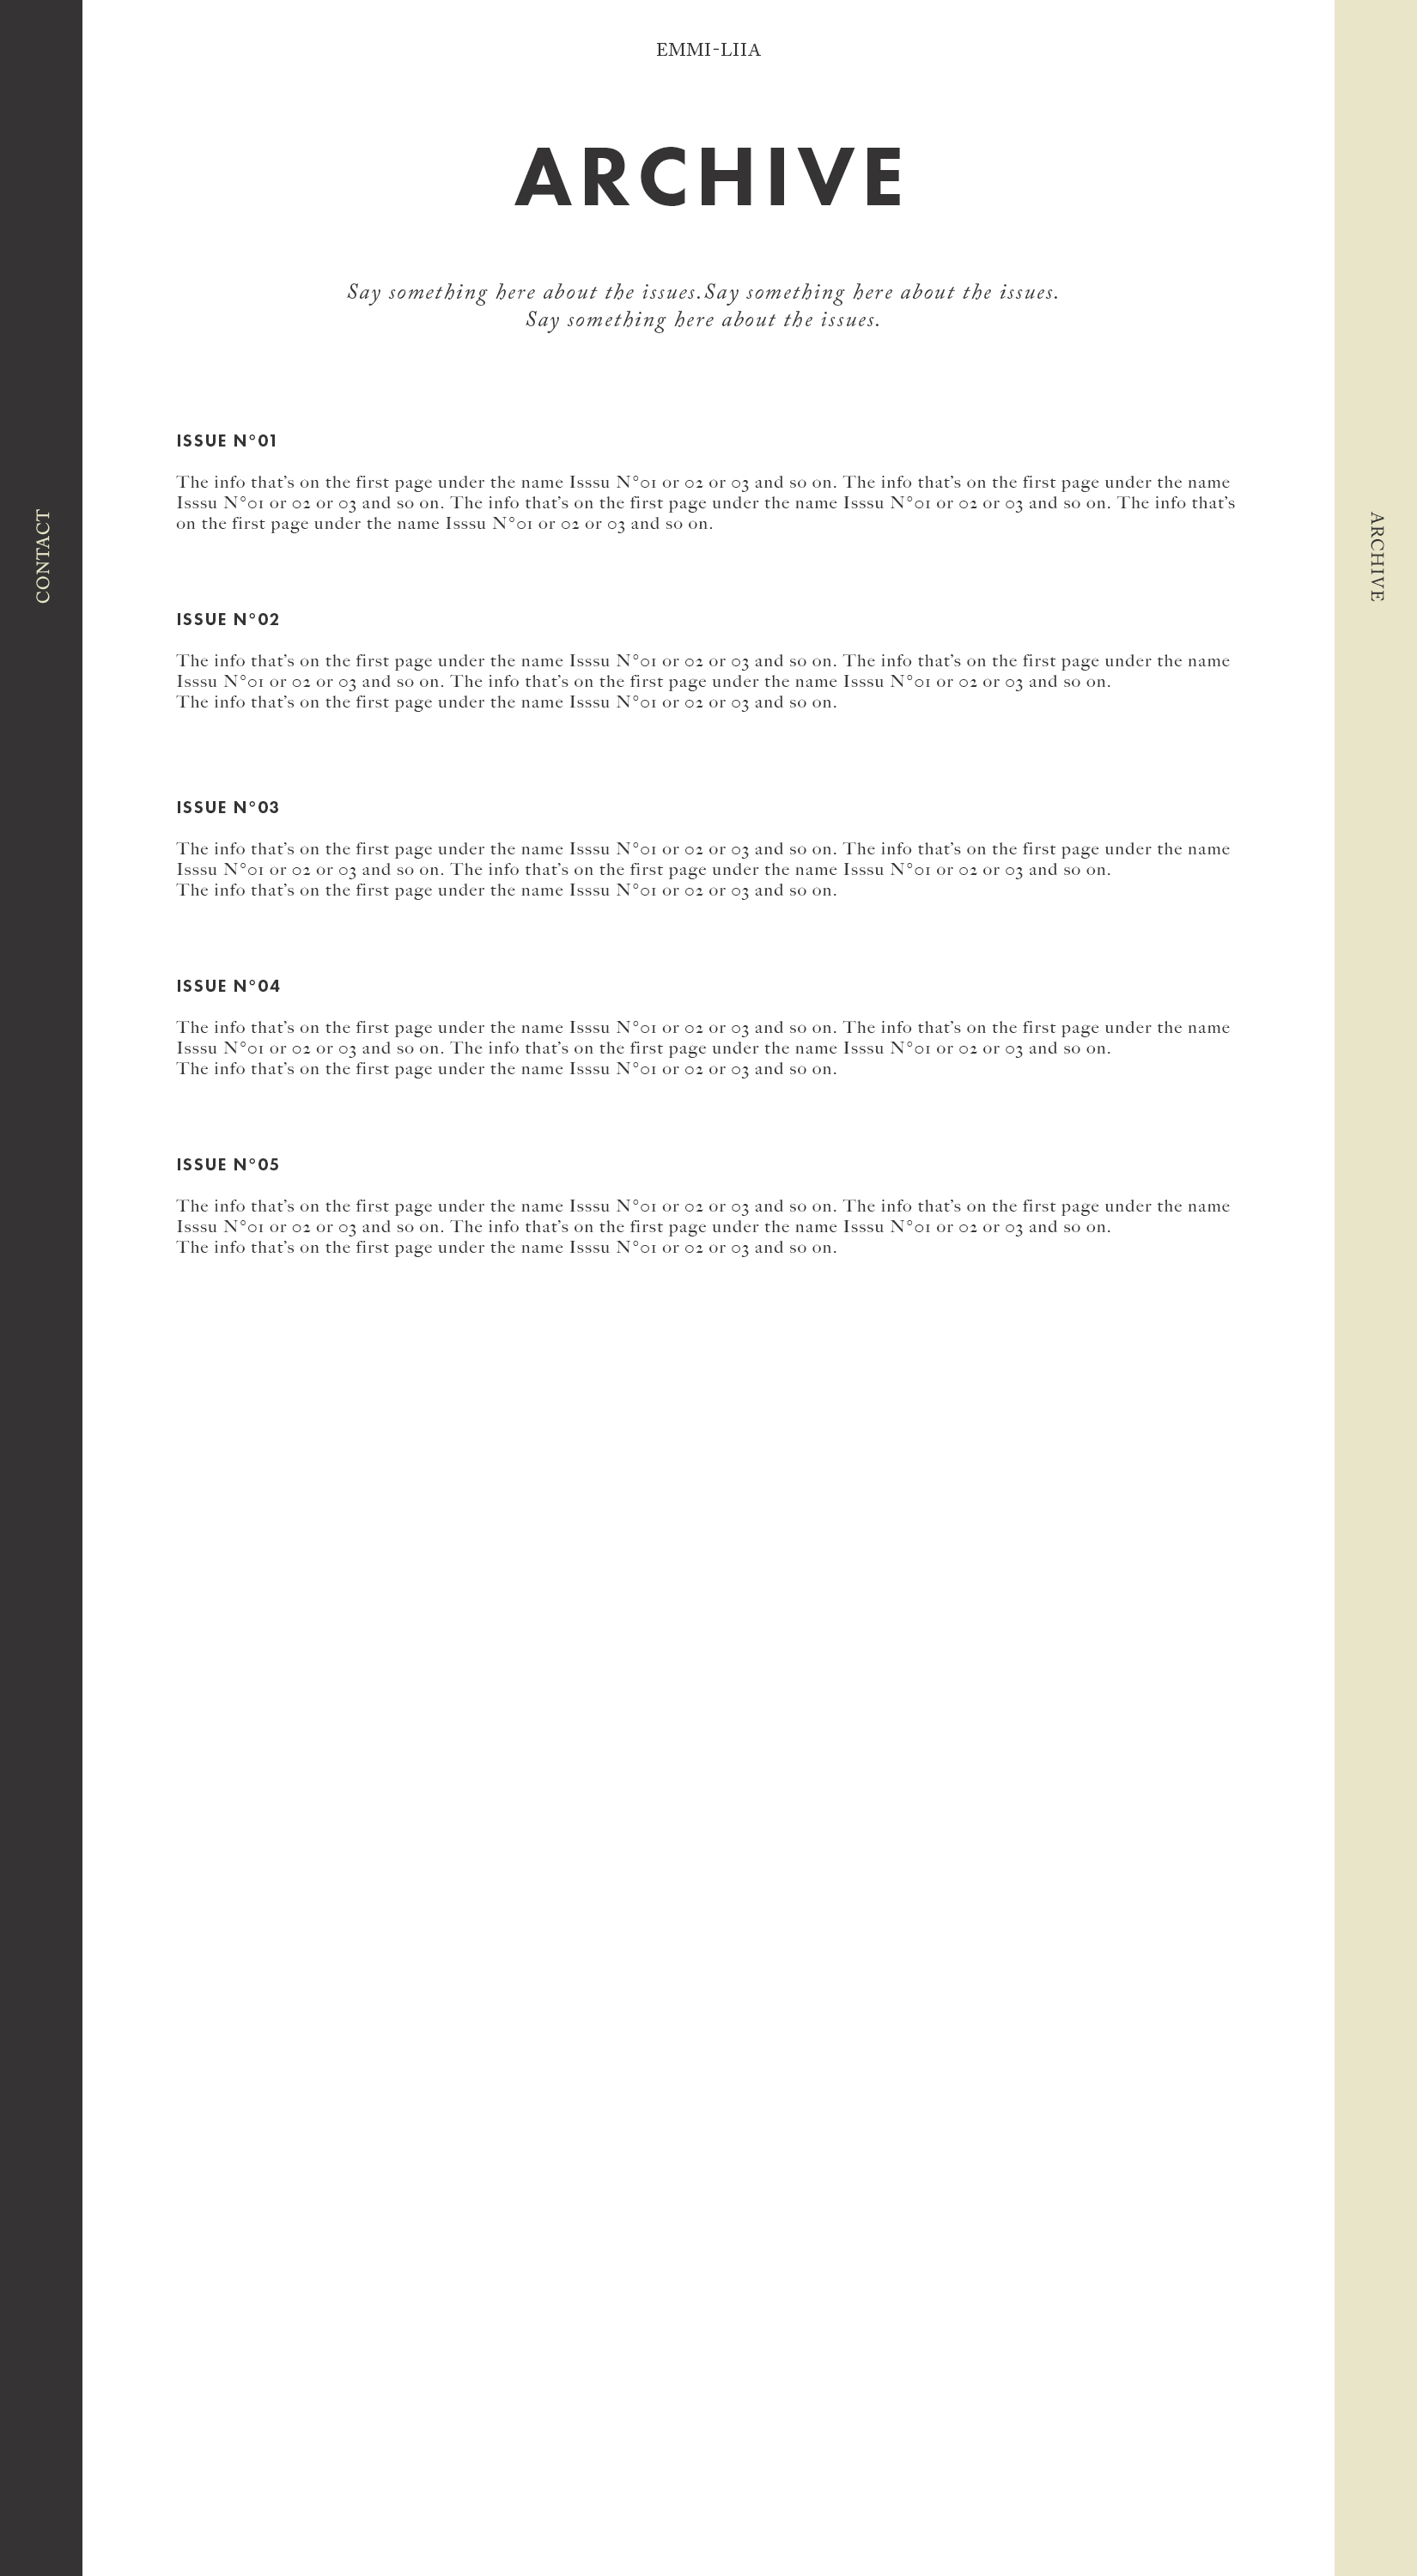 EMMI-LIIA
ARCHIVE
Say something here about the issues.Say something here about the issues.
Say something here about the issues.
ISSUE N°01
The info that’s on the first page under the name Isssu N°01 or 02 or 03 and so on. The info that’s on the first page under the name
Isssu N°01 or 02 or 03 and so on. The info that’s on the first page under the name Isssu N°01 or 02 or 03 and so on. The info that’s
on the first page under the name Isssu N°01 or 02 or 03 and so on.
CONTACT
ARCHIVE
ISSUE N°02
The info that’s on the first page under the name Isssu N°01 or 02 or 03 and so on. The info that’s on the first page under the name
Isssu N°01 or 02 or 03 and so on. The info that’s on the first page under the name Isssu N°01 or 02 or 03 and so on.
The info that’s on the first page under the name Isssu N°01 or 02 or 03 and so on.
ISSUE N°03
The info that’s on the first page under the name Isssu N°01 or 02 or 03 and so on. The info that’s on the first page under the name
Isssu N°01 or 02 or 03 and so on. The info that’s on the first page under the name Isssu N°01 or 02 or 03 and so on.
The info that’s on the first page under the name Isssu N°01 or 02 or 03 and so on.
ISSUE N°04
The info that’s on the first page under the name Isssu N°01 or 02 or 03 and so on. The info that’s on the first page under the name
Isssu N°01 or 02 or 03 and so on. The info that’s on the first page under the name Isssu N°01 or 02 or 03 and so on.
The info that’s on the first page under the name Isssu N°01 or 02 or 03 and so on.
ISSUE N°05
The info that’s on the first page under the name Isssu N°01 or 02 or 03 and so on. The info that’s on the first page under the name
Isssu N°01 or 02 or 03 and so on. The info that’s on the first page under the name Isssu N°01 or 02 or 03 and so on.
The info that’s on the first page under the name Isssu N°01 or 02 or 03 and so on.